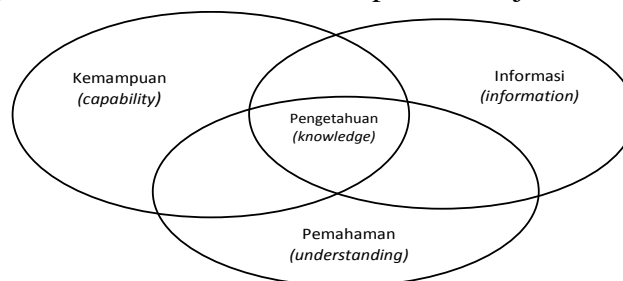 Kemampuan
(capability)
Informasi
(information)
Pengetahuan
(knowledge)
Pemahaman
(understanding)